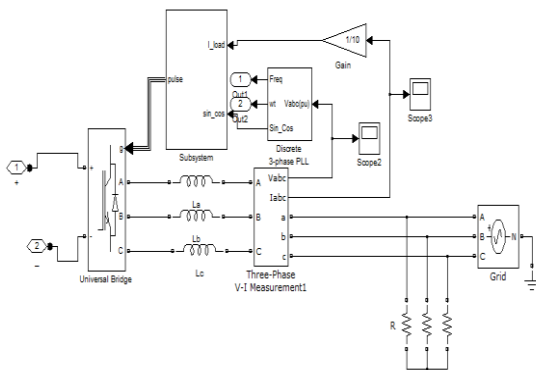 I_load
1/10
Gain
pulse
1
Out1
Freq
2
Out2
wt
Vabc(pu)
sin_cos
Sin_Cos
Scope3
Subsystem
Discrete
3-phase PLL
Scope2
g
1
+
+
A
B
C
-
2
-
Universal Bridge
La
Lb
Lc
Vabc
Iabc
A
B
C
a
b
c
Three-Phase
V-I Measurement1
A
B
C
N
Grid
R